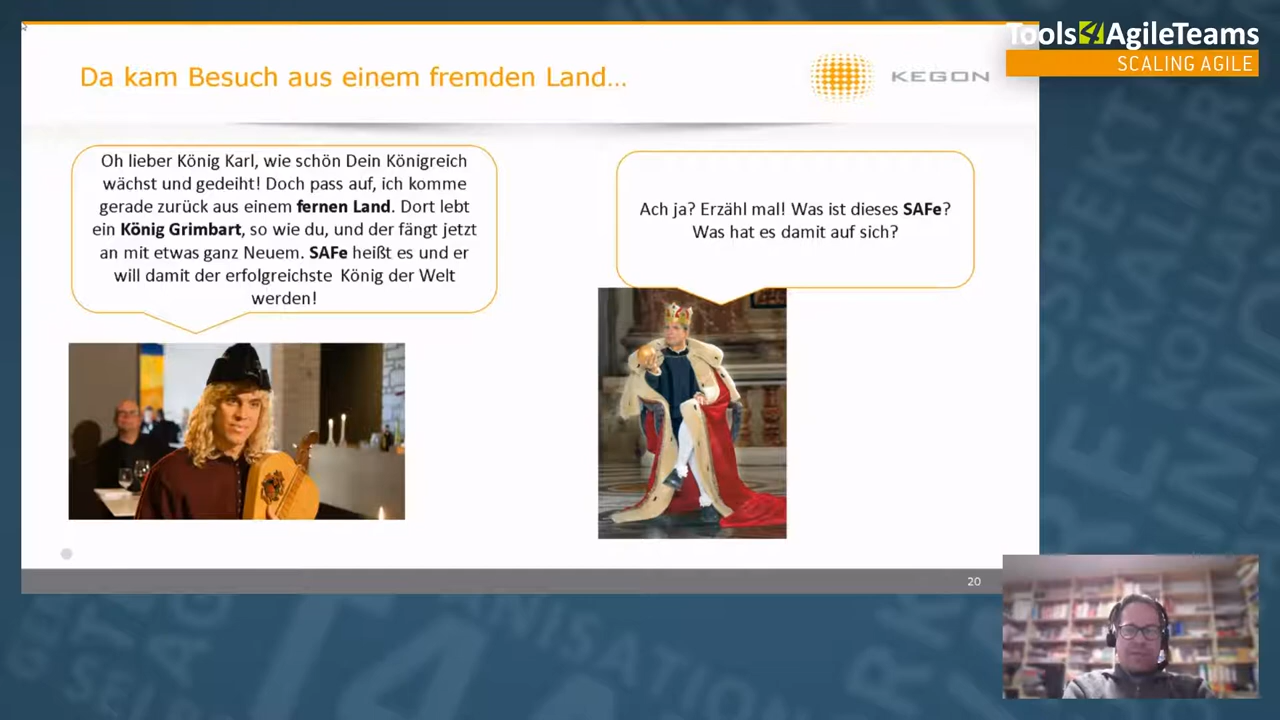 Tools4AgileTeams
SCALING AGILE
Da kam Besuch aus einem fremden Land...
KEGON
Oh lieber König Karl, wie schön Dein Königreich
wächst und gedeiht! Doch pass auf, ich komme
gerade zurück aus einem fernen Land. Dort lebt
ein König Grimbart, so wie du, und der fängt jetzt
an mit etwas ganz Neuem. SAFe heißt es und er
will damit der erfolgreichste König der Welt
werden!
Ach ja? Erzähl mal! Was ist dieses SAFe?
Was hat es damit auf sich?
20